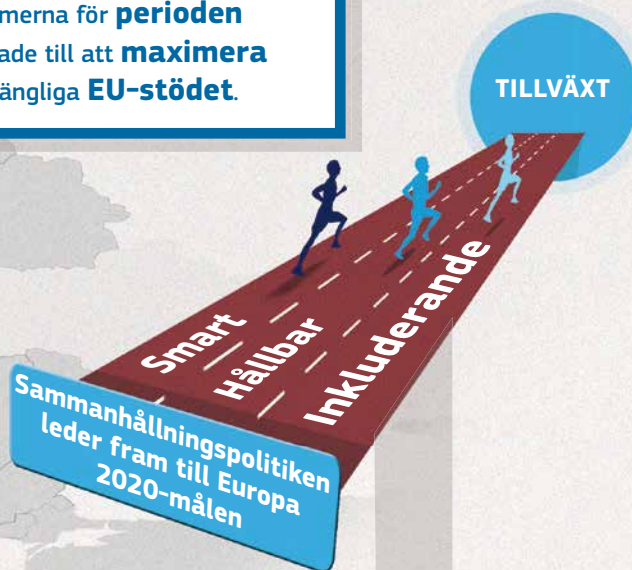 merna för perioden
ade till att maximera
ängliga EU-stödet.
TILLVÄXT
Smart
Hållbar
Inkluderande
Sammanhållningspolitiken
leder fram till Europa
2020-målen